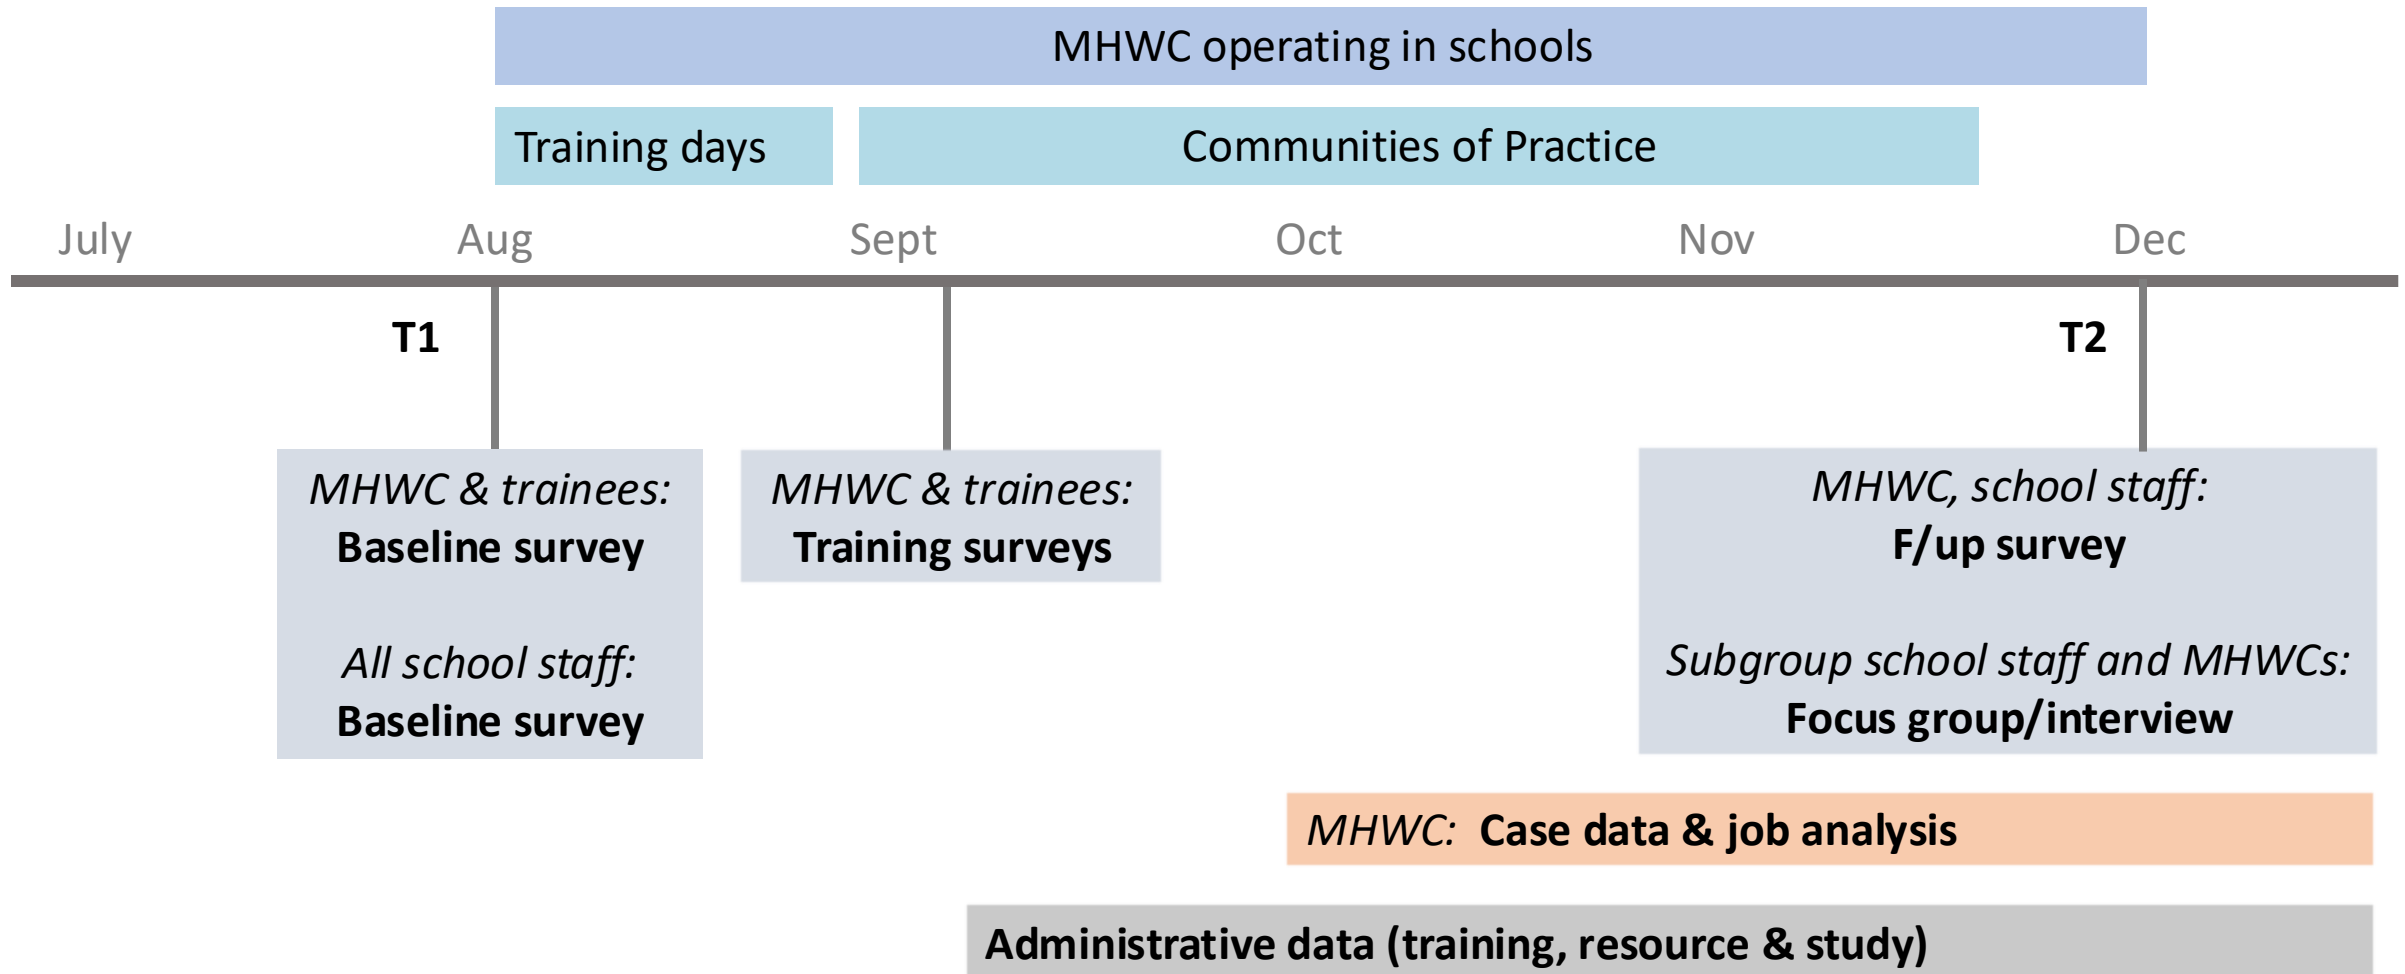 MHWC operating in schools
Training days
Communities of Practice
July Aug Sept Oct Nov Dec
T1
T2
MHWC & trainees:
Baseline survey
All school staff:
Baseline survey
MHWC & trainees:
Training surveys
MHWC, school staff:
F/up survey
Subgroup school staff and MHWCs:
Focus group/interview
MHWC: Case data & job analysis
Administrative data (training, resource & study)